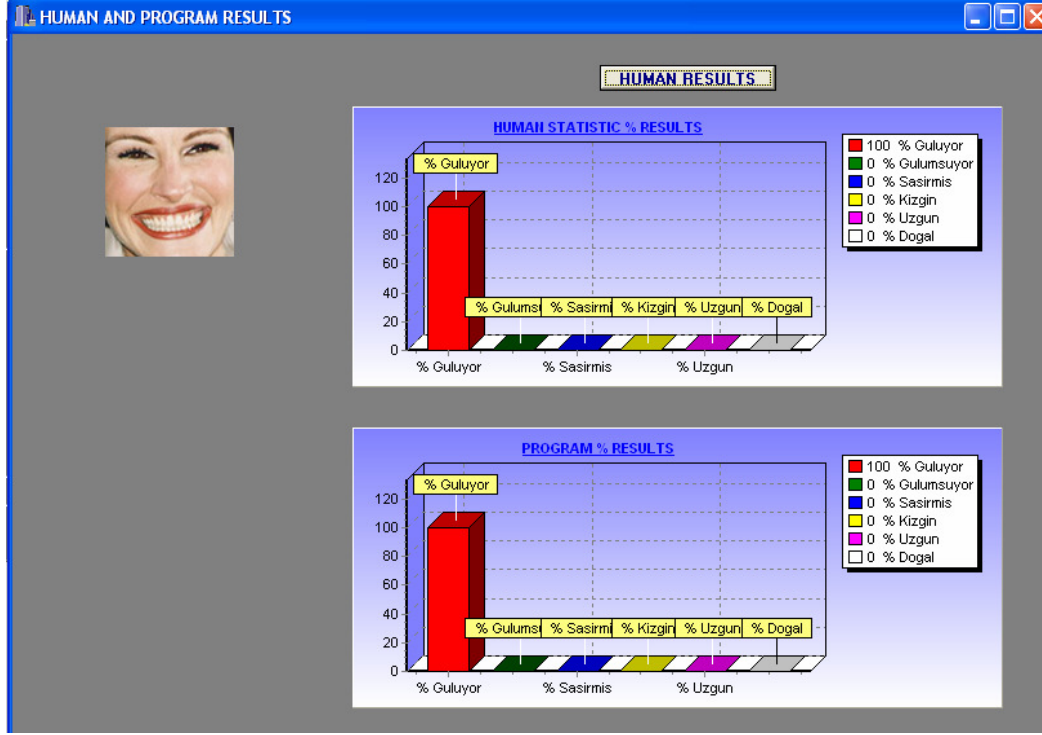 HUMAN AND PROGRAM RESULTS
HUMAN RESULTS
HUMAN STATISTIC % RESULTS
% Guluyor
120
100
80
60
40
20
0
% Gulumsı % Sasirmi % Kizgin % Uzgun % Dogal
% Guluyor % Sasirmis % Uzgun
100 % Guluyor
0 % Gulumsuyor
0 % Sasirmis
0 % Kizgin
0 % Uzgun
0 % Dogal
PROGRAM % RESULTS
% Guluyor
120
100
80
60
40
20
0
% Gulumsı % Sasirmi % Kizgin % Uzgun % Dogal
% Guluyor % Sasirmis % Uzgun
100 % Guluyor
0 % Gulumsuyor
0 % Sasirmis
0 % Kizgin
0 % Uzgun
0 % Dogal